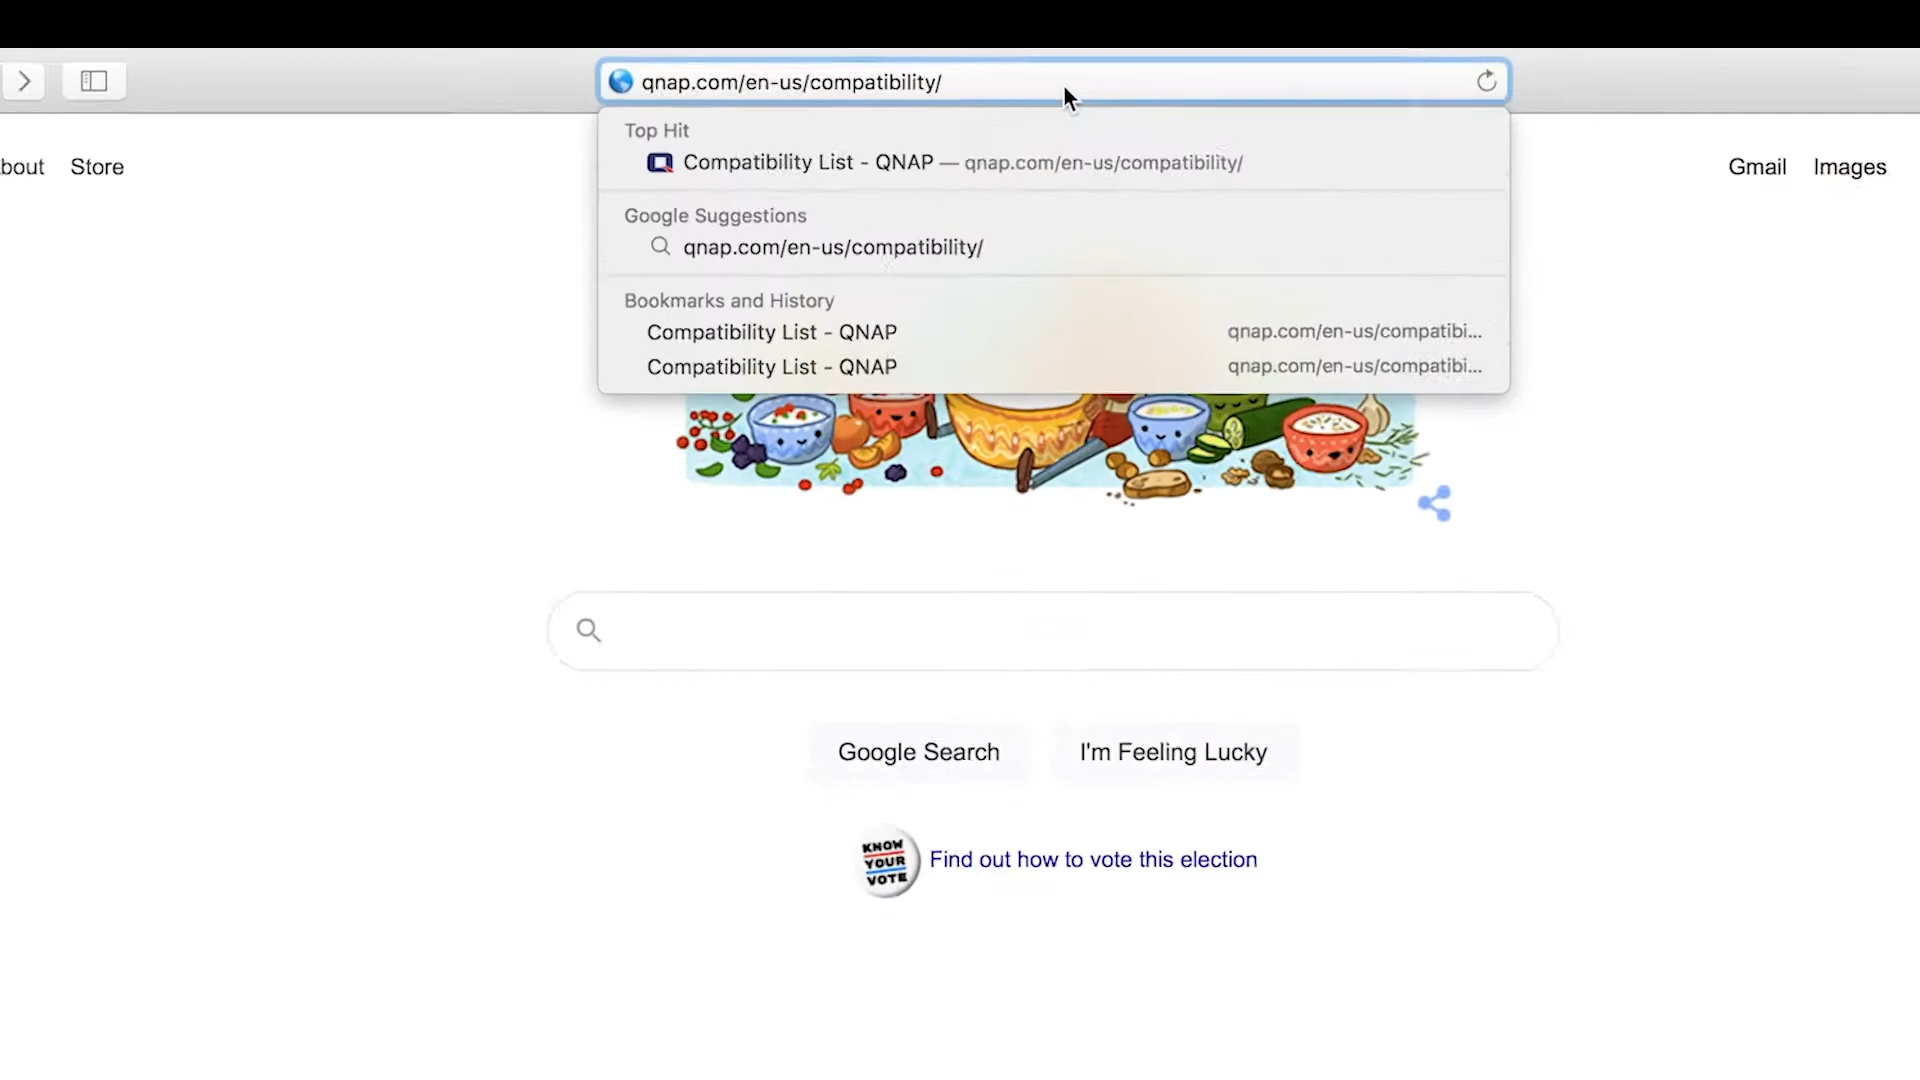 qnap.com/en-us/compatibility/
Top Hit
Compatibility List - QNAP — qnap.com/en-us/compatibility/
bout Store
Gmail Images
Google Suggestions
qnap.com/en-us/compatibility/
Bookmarks and History
Compatibility List - QNAP qnap.com/en-us/compatibi...
Compatibility List - QNAP qnap.com/en-us/compatibi...
Google Search I'm Feeling Lucky
KNOW
YOUR
VOTE
Find out how to vote this election